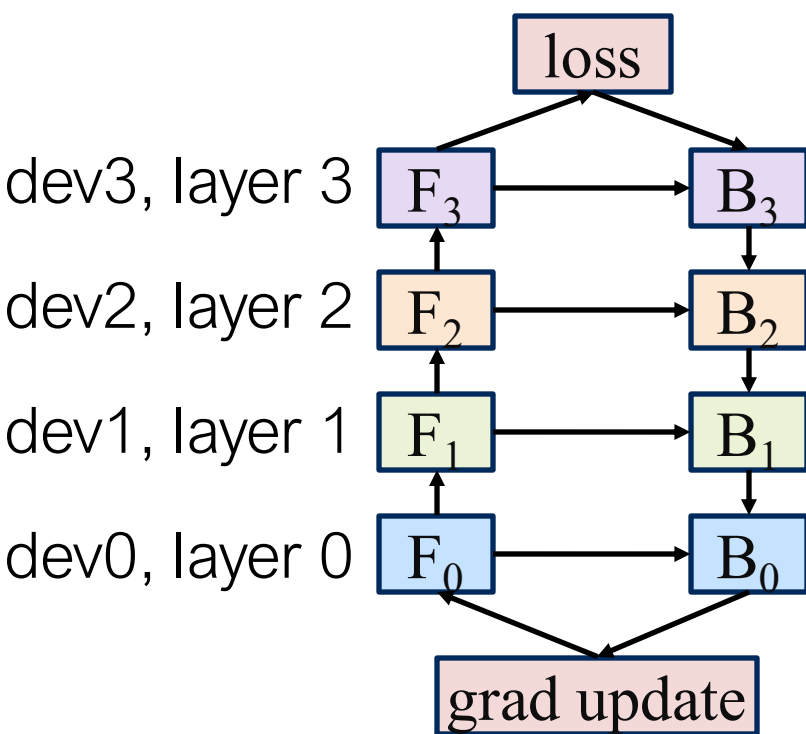 loss
dev3, layer 3 F₃ B₃
dev2, layer 2 F₂ B₂
dev1, layer 1 F₁ B₁
dev0, layer 0 F₀ B₀
grad update